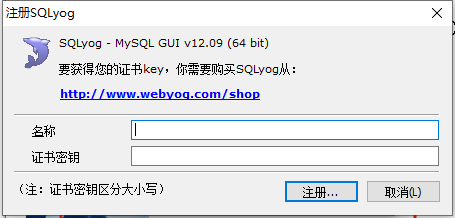 注册SQLyog
SQLyog - MySQL GUI v12.09 (64 bit)
要获得您的证书key，你需要购买SQLyog从：
http://www.webyog.com/shop
名称
证书密钥
（注：证书密钥区分大小写）
注册...
取消(L)